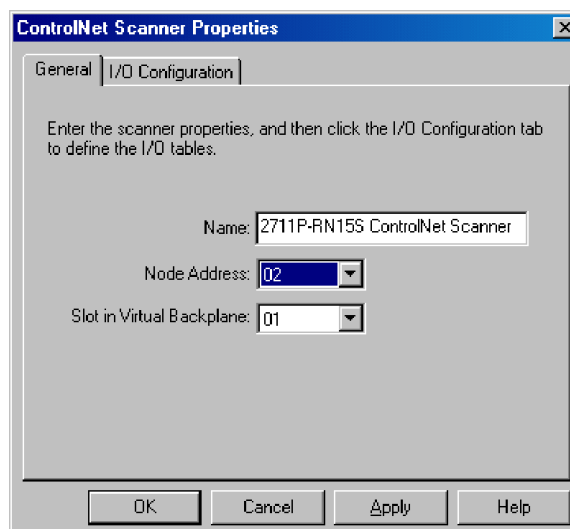 ControlNet Scanner Properties
General
I/O Configuration
Enter the scanner properties, and then click the I/O Configuration tab
to define the I/O tables.
Name: 2711P-RN15S ControlNet Scanner
Node Address: 02
Slot in Virtual Backplane: 01
OK
Cancel
Apply
Help